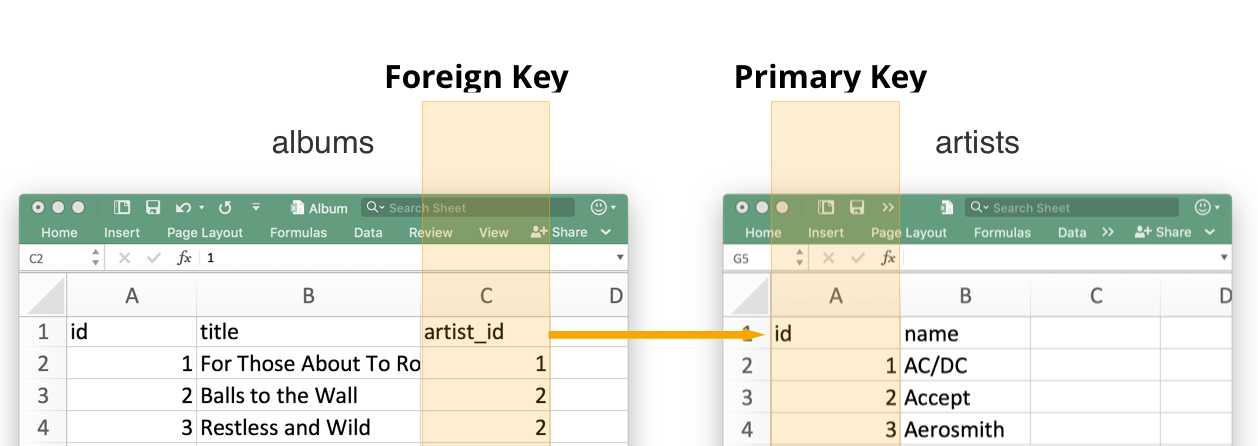 Foreign Key
Primary Key
albums
artists
Album
Search Sheet
Home Insert Page Layout Formulas Data Review View Share
C2 fx 1
A B C D
1 id title artist_id
2 1 For Those About To Ro 1
3 2 Balls to the Wall 2
4 3 Restless and Wild 2
Search Sheet
Home Insert Page Layout Formulas Data Share
G5 fx
A B C D
1 id name
2 1 AC/DC
3 2 Accept
4 3 Aerosmith